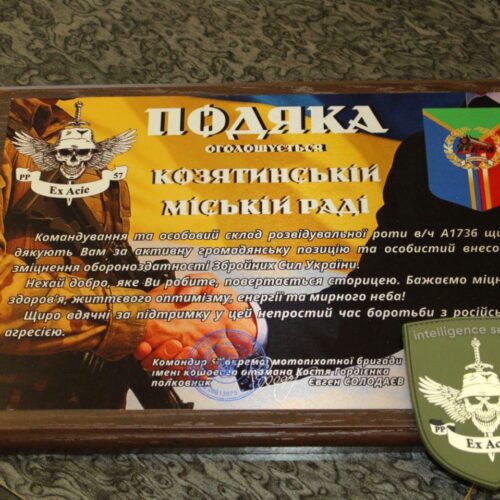 ПОДЯКА
ОГОЛОШУЄТЬСЯ
КОЗЯТИНСЬКІЙ
МІСЬКІЙ РАДІ
РР
57
Ex Acie
Командування та особовий склад розвідувальної роти в/ч А1736 щи
дякують Вам за активну громадянську позицію та особистий внесо
зміцнення обороноздатності Збройних Сил України.
Нехай добро, яке Ви робите, повертається сторицею. Бажаємо міцн
здоров'я, життєвого оптимізму, енергії та мирного неба!
Щиро вдячні за підтримку у цей непростий час боротьби з російсь
агресією.
Командир окремої мотопіхотної бригади
імені кошового отамана Костя Гордієнка
полковник Євген СОЛОДАЄВ
intelligence se
РР
Ex Acie